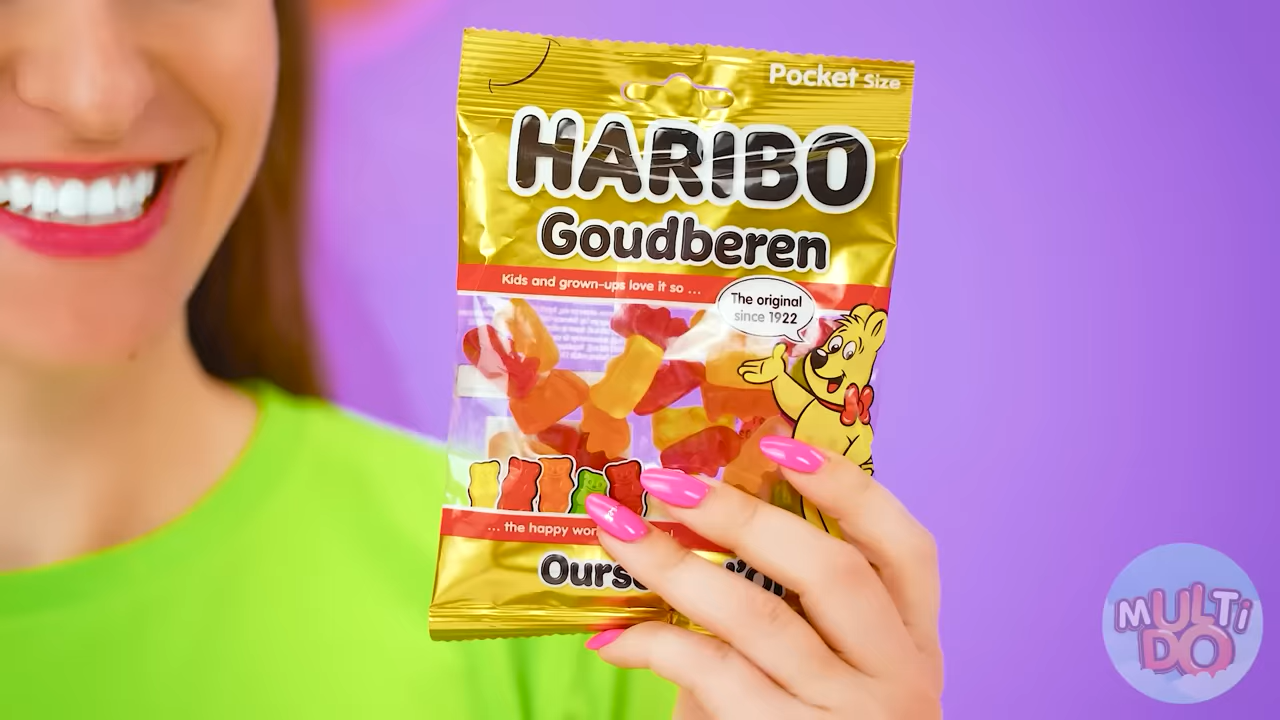 Pocket Size
HARIBO
Goudberen
Kids and grown-ups love it so ...
The original
since 1922
... the happy
MULTI
DO